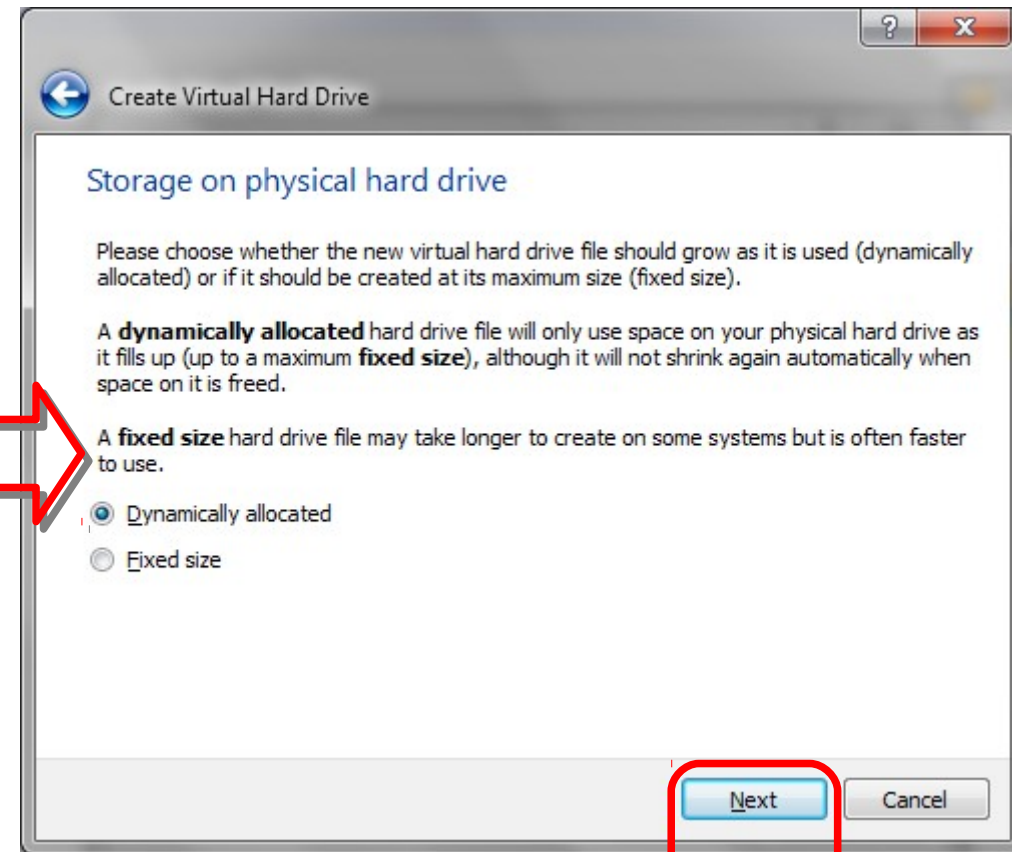 ?
x
Create Virtual Hard Drive
Storage on physical hard drive
Please choose whether the new virtual hard drive file should grow as it is used (dynamically
allocated) or if it should be created at its maximum size (fixed size).
A dynamically allocated hard drive file will only use space on your physical hard drive as
it fills up (up to a maximum fixed size), although it will not shrink again automatically when
space on it is freed.
A fixed size hard drive file may take longer to create on some systems but is often faster
to use.
Dynamically allocated
Fixed size
Next
Cancel